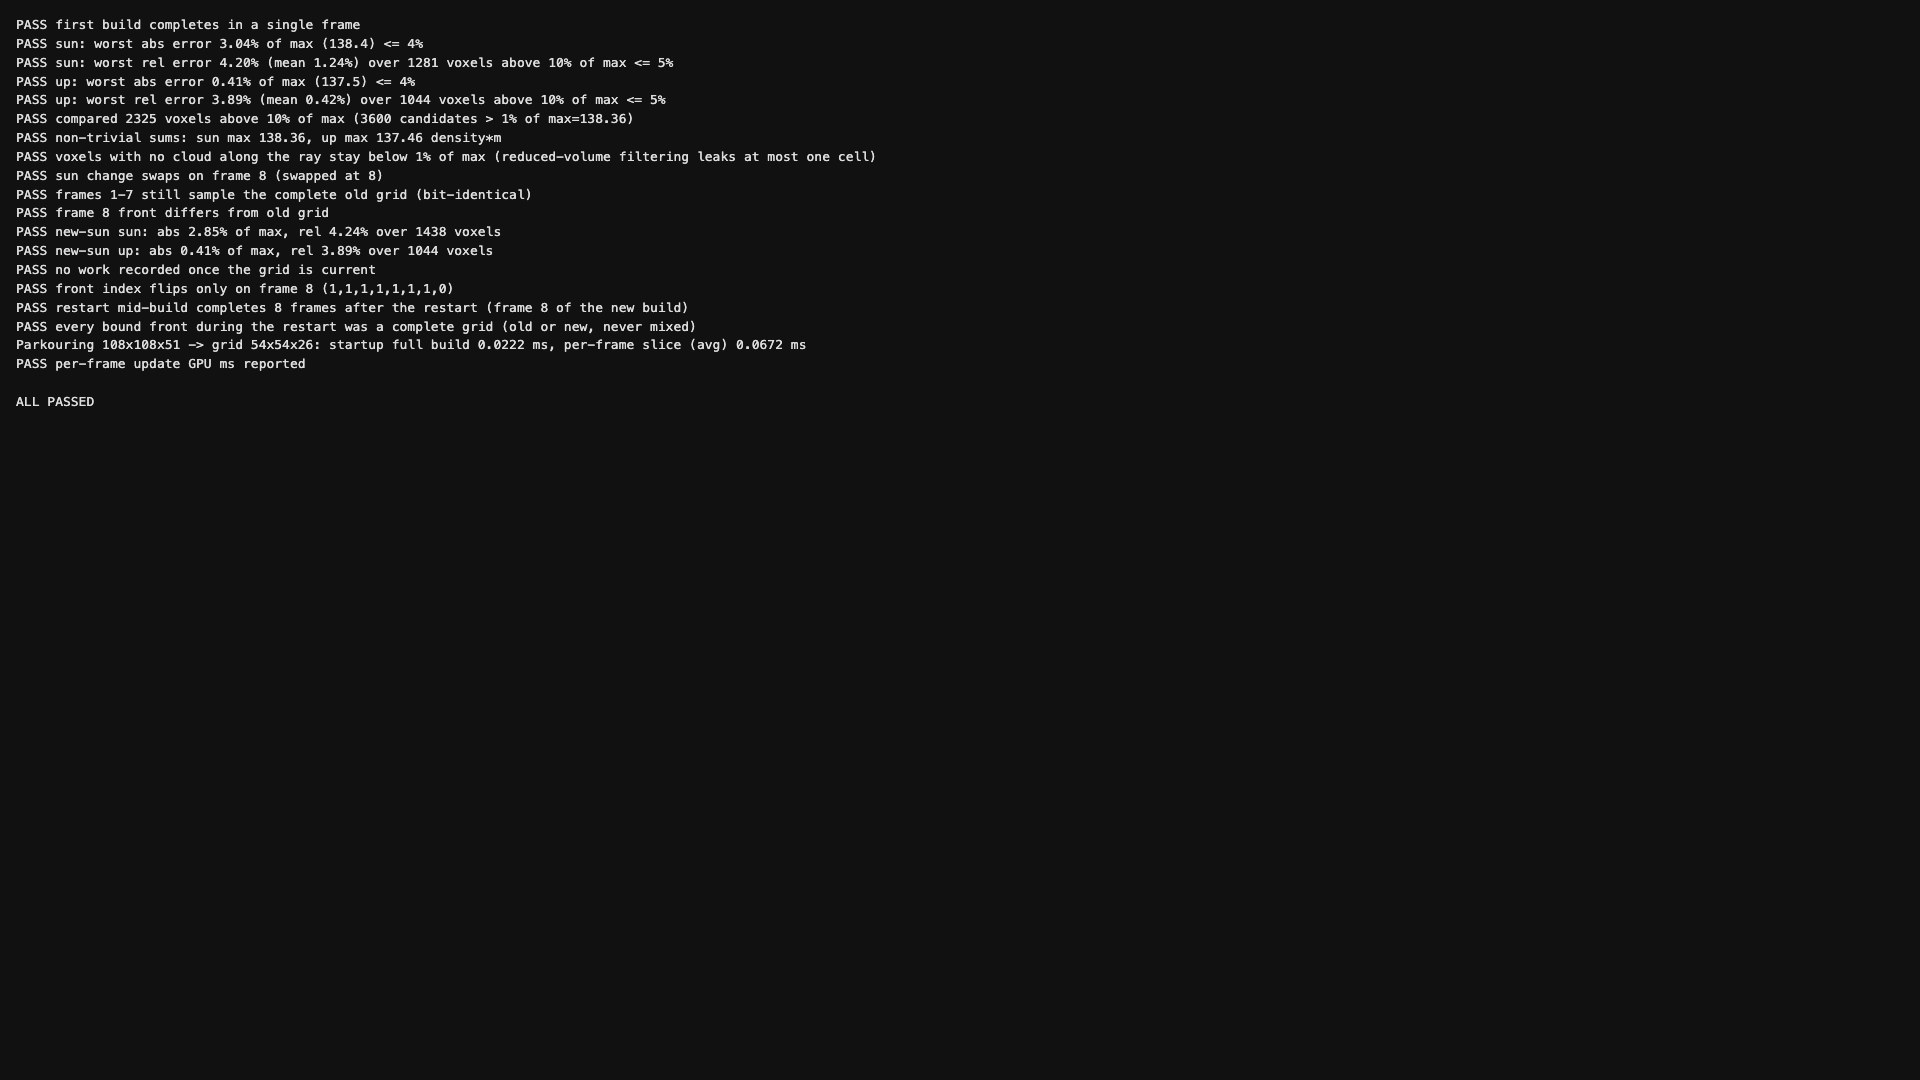 PASS first build completes in a single frame
PASS sun: worst abs error 3.04% of max (138.4) <= 4%
PASS sun: worst rel error 4.20% (mean 1.24%) over 1281 voxels above 10% of max <= 5%
PASS up: worst abs error 0.41% of max (137.5) <= 4%
PASS up: worst rel error 3.89% (mean 0.42%) over 1044 voxels above 10% of max <= 5%
PASS compared 2325 voxels above 10% of max (3600 candidates > 1% of max=138.36)
PASS non-trivial sums: sun max 138.36, up max 137.46 density*m
PASS voxels with no cloud along the ray stay below 1% of max (reduced-volume filtering leaks at most one cell)
PASS sun change swaps on frame 8 (swapped at 8)
PASS frames 1-7 still sample the complete old grid (bit-identical)
PASS frame 8 front differs from old grid
PASS new-sun sun: abs 2.85% of max, rel 4.24% over 1438 voxels
PASS new-sun up: abs 0.41% of max, rel 3.89% over 1044 voxels
PASS no work recorded once the grid is current
PASS front index flips only on frame 8 (1,1,1,1,1,1,1,0)
PASS restart mid-build completes 8 frames after the restart (frame 8 of the new build)
PASS every bound front during the restart was a complete grid (old or new, never mixed)
Parkouring 108x108x51 -> grid 54x54x26: startup full build 0.0222 ms, per-frame slice (avg) 0.0672 ms
PASS per-frame update GPU ms reported
ALL PASSED